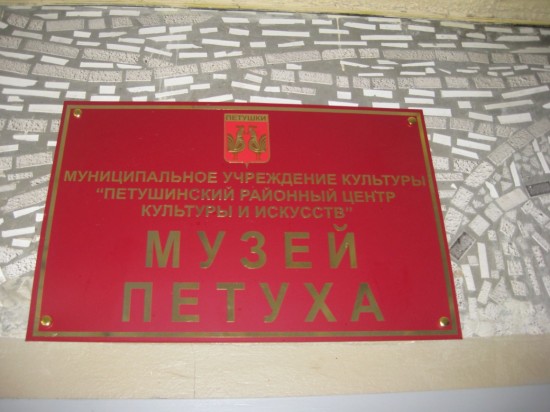 ПЕТУШКИ
МУНИЦИПАЛЬНОЕ УЧРЕЖДЕНИЕ КУЛЬТУРЫ
"ПЕТУШИНСКИЙ РАЙОННЫЙ ЦЕНТР
КУЛЬТУРЫ И ИСКУССТВ"
МУЗЕЙ
ПЕТУХА